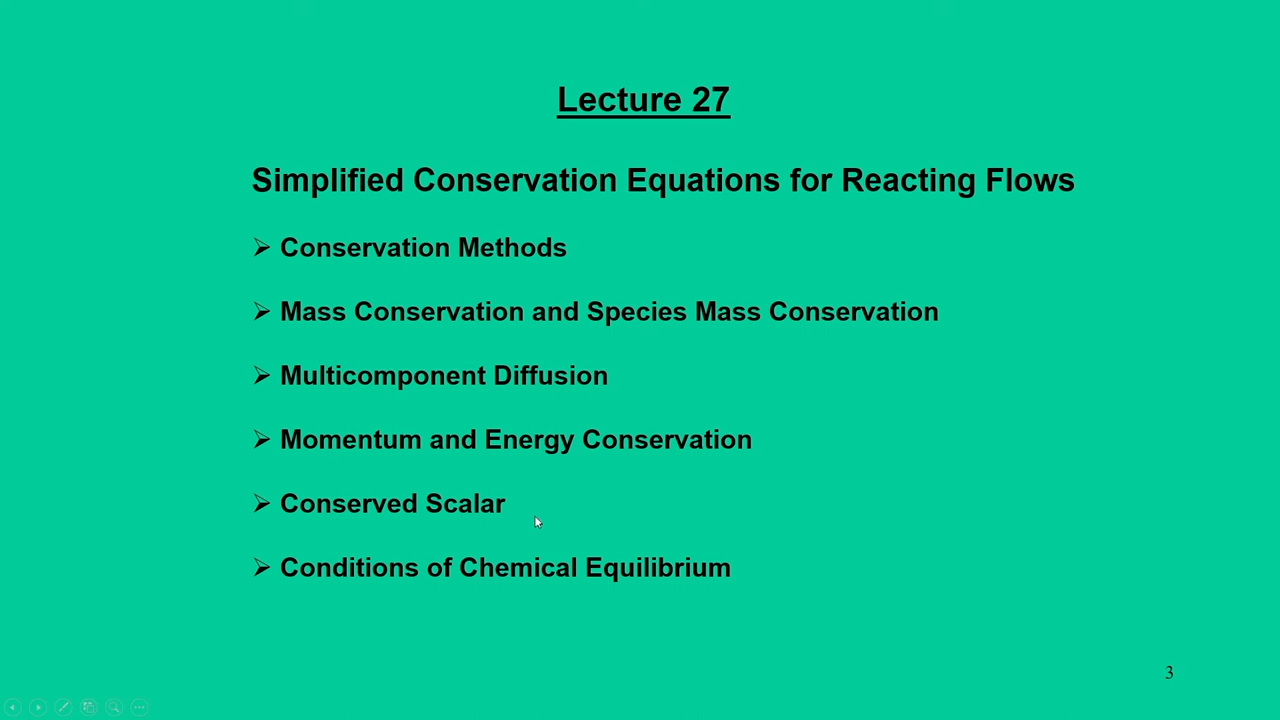 Lecture 27
Simplified Conservation Equations for Reacting Flows
➢ Conservation Methods
➢ Mass Conservation and Species Mass Conservation
➢ Multicomponent Diffusion
➢ Momentum and Energy Conservation
➢ Conserved Scalar
➢ Conditions of Chemical Equilibrium
3